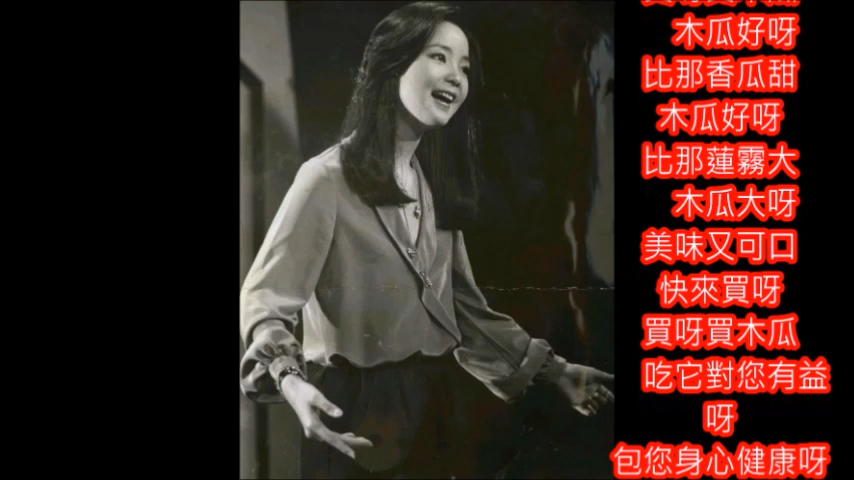 木瓜好呀
比那香瓜甜
木瓜好呀
比那蓮霧大
木瓜大呀
美味又可口
快來買呀
買呀買木瓜
吃它對您有益
呀
包您身心健康呀